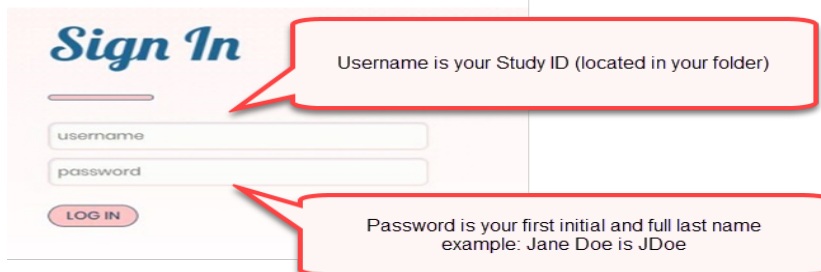 Sign In
Username is your Study ID (located in your folder)
username
password
LOG IN
Password is your first initial and full last name
example: Jane Doe is JDoe